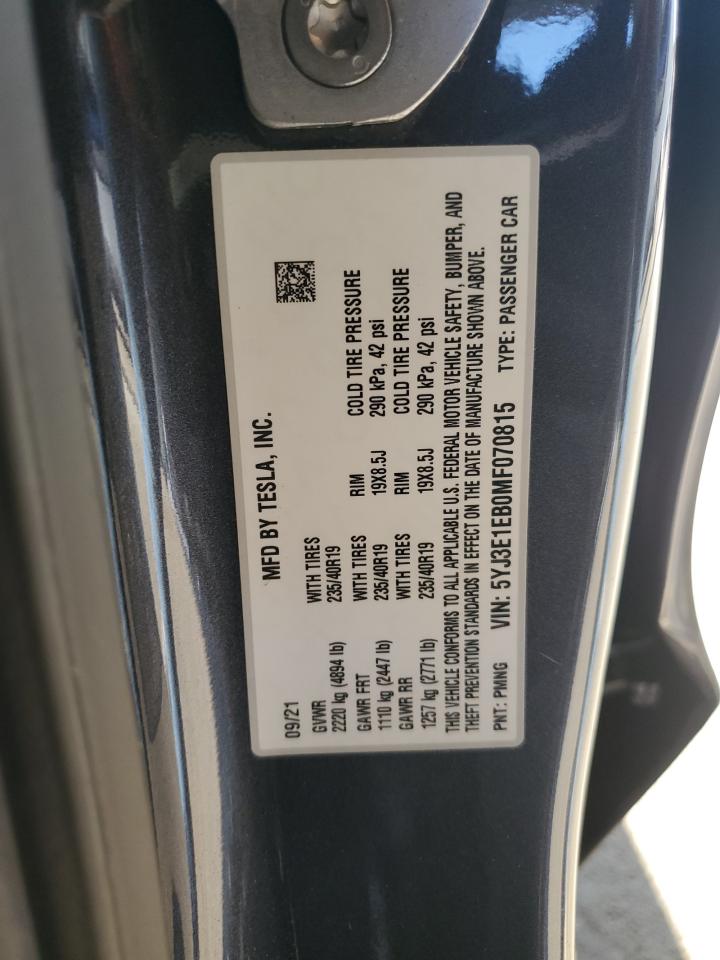 MFD BY TESLA, INC.
09/21
GVWR WITH TIRES
2220 kg (4894 lb) 235/40R19
GAWR FRT WITH TIRES RIM COLD TIRE PRESSURE
1110 kg (2447 lb) 235/40R19 19X8.5J 290 kPa, 42 psi
GAWR RR WITH TIRES RIM COLD TIRE PRESSURE
1257 kg (2771 lb) 235/40R19 19X8.5J 290 kPa, 42 psi
THIS VEHICLE CONFORMS TO ALL APPLICABLE U.S. FEDERAL MOTOR VEHICLE SAFETY, BUMPER, AND
THEFT PREVENTION STANDARDS IN EFFECT ON THE DATE OF MANUFACTURE SHOWN ABOVE.
PNT: PMNG VIN: 5YJ3E1EB0MF070815 TYPE: PASSENGER CAR